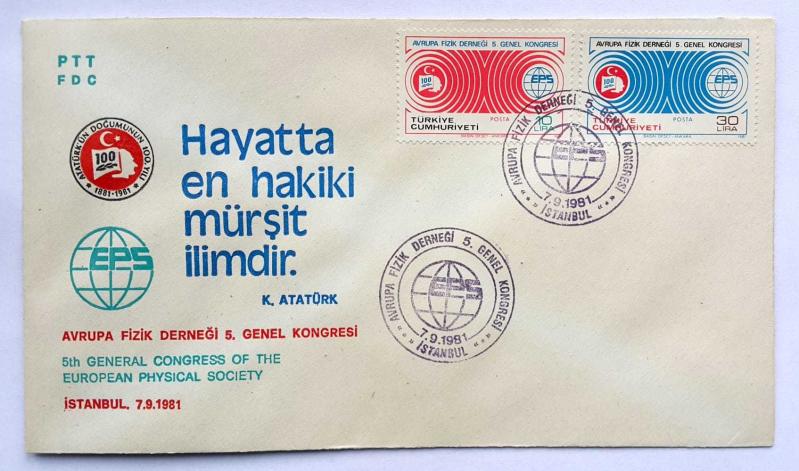 PTT
FDC
ATATÜRK'ÜN DOĞUMUNUN 100. YILI
100
1881-1981
EPS
Hayatta
en hakiki
mürşit
ilimdir.
K. ATATÜRK
AVRUPA FİZİK DERNEĞİ 5. GENEL KONGRESİ
5th GENERAL CONGRESS OF THE
EUROPEAN PHYSICAL SOCIETY
İSTANBUL, 7.9.1981
AVRUPA FİZİK DERNEĞİ 5. GENEL KONGRESİ
100
EPS
TÜRKİYE
CUMHURİYETİ
POSTA
10
LİRA
AVRUPA FİZİK DERNEĞİ 5. GENEL KONGRESİ
100
EPS
TÜRKİYE
CUMHURİYETİ
POSTA
30
LİRA
AVRUPA FİZİK DERNEĞİ 5. GENEL KONGRESİ
EPS
7.9.1981
İSTANBUL
AVRUPA FİZİK DERNEĞİ 5. GENEL KONGRESİ
EPS
7.9.1981
İSTANBUL